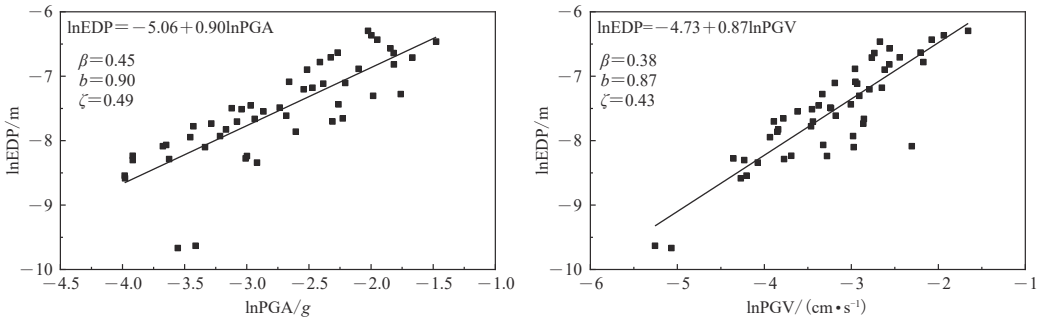 lnEDP=−5.06+0.90lnPGA
β=0.45
b=0.90
ζ=0.49
lnEDP/m
−6
−7
−8
−9
−10
−4.5
−4.0
−3.5
−3.0
−2.5
−2.0
−1.5
−1.0
lnPGA/g
lnEDP=−4.73+0.87lnPGV
β=0.38
b=0.87
ζ=0.43
lnEDP/m
−6
−7
−8
−9
−10
−6
−5
−4
−3
−2
−1
lnPGV/(cm•s⁻¹)